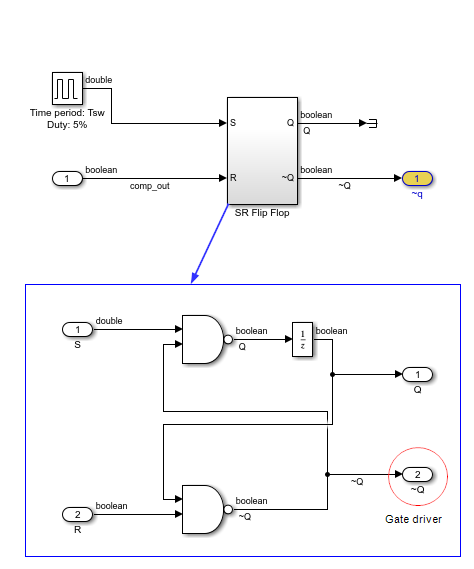 double
Time period: Tsw
Duty: 5%
S
Q
boolean
Q
1
boolean
comp_out
R
~Q
boolean
~Q
1
~q
SR Flip Flop
1
double
S
boolean
Q
1
z
boolean
1
Q
2
~Q
~Q
2
boolean
R
boolean
~Q
Gate driver